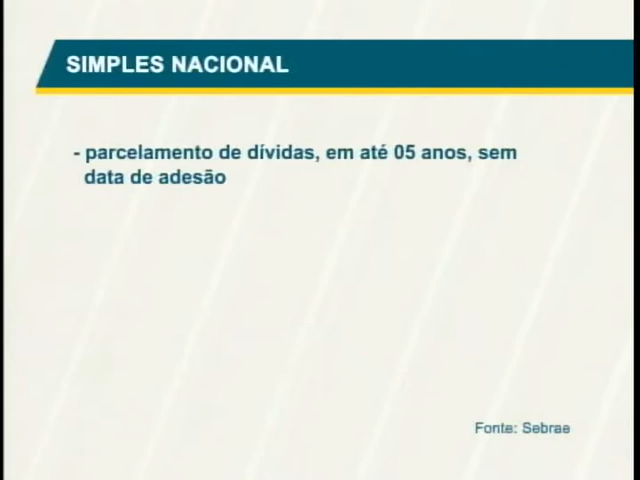 SIMPLES NACIONAL
- parcelamento de dívidas, em até 05 anos, sem
data de adesão
Fonte: Sebrae